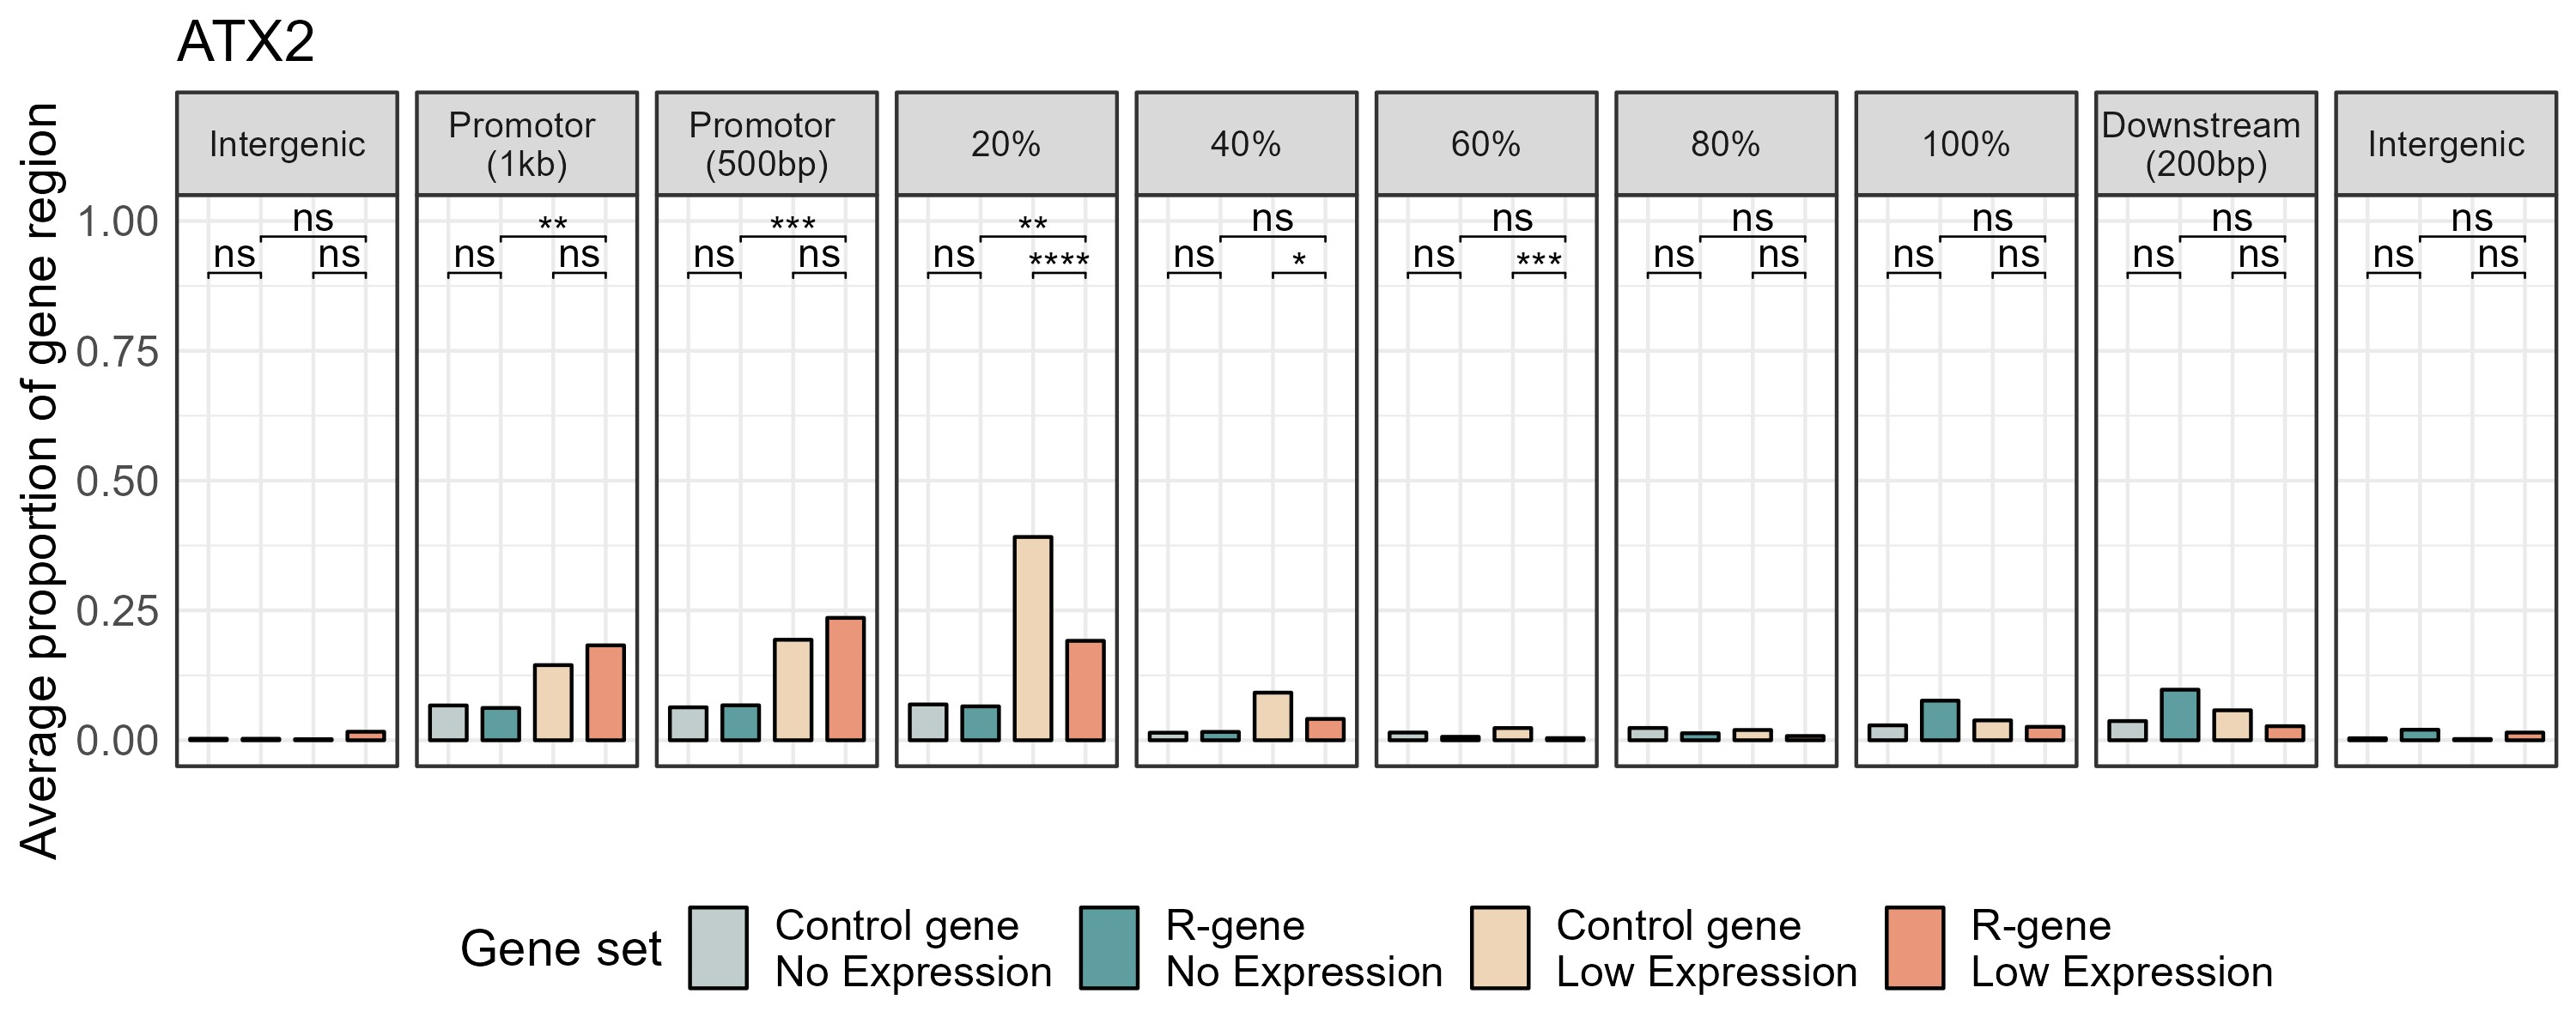 ATX2
Average proportion of gene region
Intergenic
Promotor
(1kb)
Promotor
(500bp)
20%
40%
60%
80%
100%
Downstream
(200bp)
Intergenic
1.00
0.75
0.50
0.25
0.00
ns
ns
ns
**
ns
ns
***
ns
ns
**
ns
****
ns
ns
*
ns
ns
***
ns
ns
ns
ns
ns
ns
ns
ns
ns
ns
ns
ns
Gene set
Control gene
No Expression
R-gene
No Expression
Control gene
Low Expression
R-gene
Low Expression